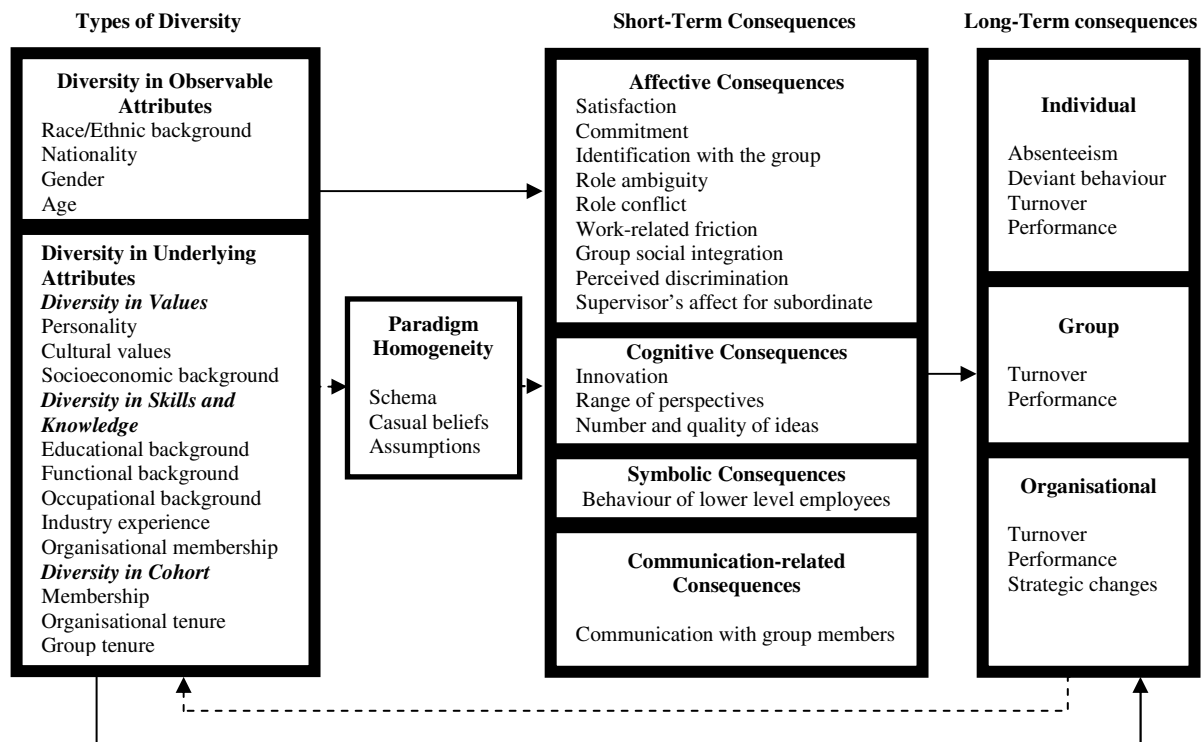 Types of Diversity
Short-Term Consequences
Long-Term consequences
Diversity in Observable
Attributes
Race/Ethnic background
Nationality
Gender
Age
Diversity in Underlying
Attributes
Diversity in Values
Personality
Cultural values
Socioeconomic background
Diversity in Skills and
Knowledge
Educational background
Functional background
Occupational background
Industry experience
Organisational membership
Diversity in Cohort
Membership
Organisational tenure
Group tenure
Paradigm
Homogeneity
Schema
Casual beliefs
Assumptions
Affective Consequences
Satisfaction
Commitment
Identification with the group
Role ambiguity
Role conflict
Work-related friction
Group social integration
Perceived discrimination
Supervisor's affect for subordinate
Cognitive Consequences
Innovation
Range of perspectives
Number and quality of ideas
Symbolic Consequences
Behaviour of lower level employees
Communication-related
Consequences
Communication with group members
Individual
Absenteeism
Deviant behaviour
Turnover
Performance
Group
Turnover
Performance
Organisational
Turnover
Performance
Strategic changes